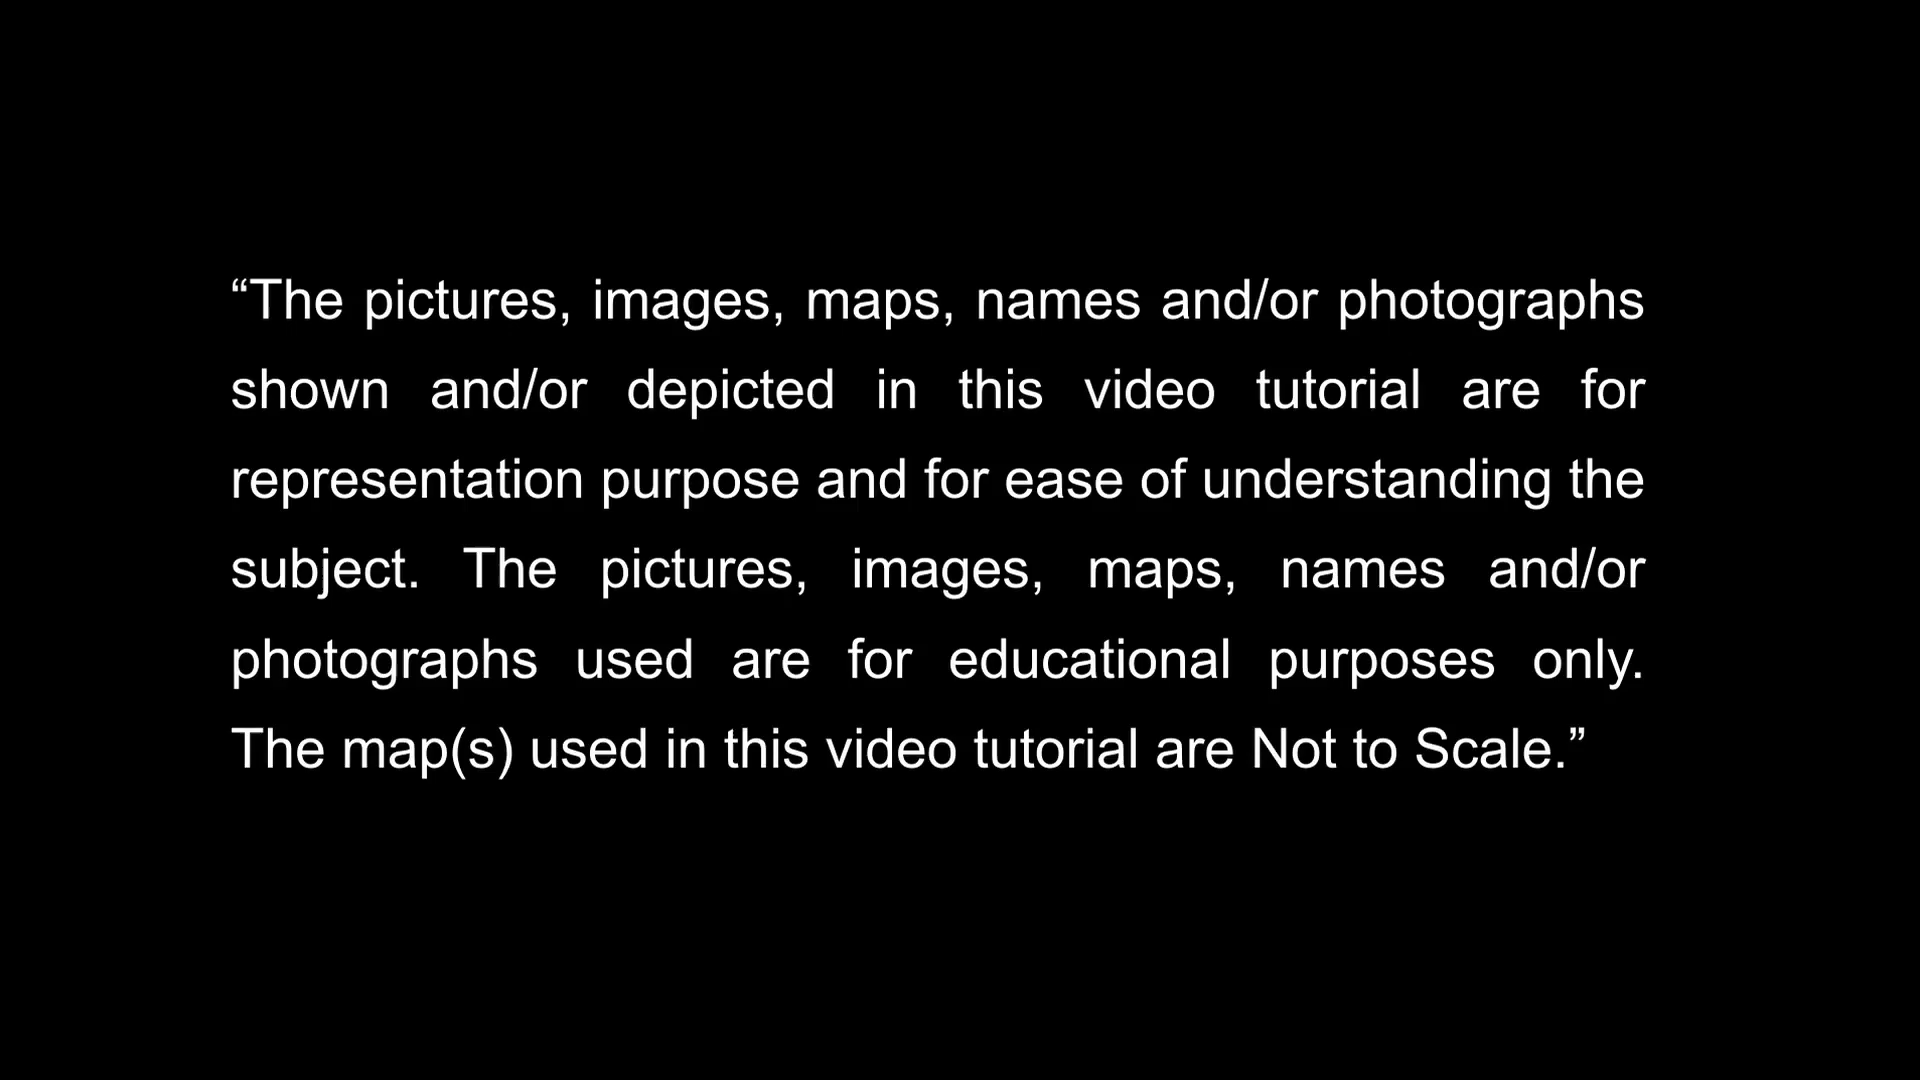 “The pictures, images, maps, names and/or photographs
shown and/or depicted in this video tutorial are for
representation purpose and for ease of understanding the
subject. The pictures, images, maps, names and/or
photographs used are for educational purposes only.
The map(s) used in this video tutorial are Not to Scale.”